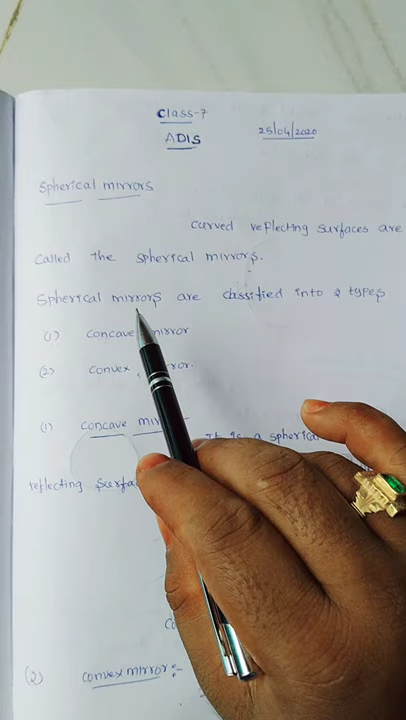 Class-7
ADIS 25/04/2020
Spherical mirrors
curved reflecting surfaces are
called the spherical mirrors.
Spherical mirrors are classified into 2 types
(1) concave mirror
(2) convex
(1) concave
It is a
reflecting
(2) convex mirror:-